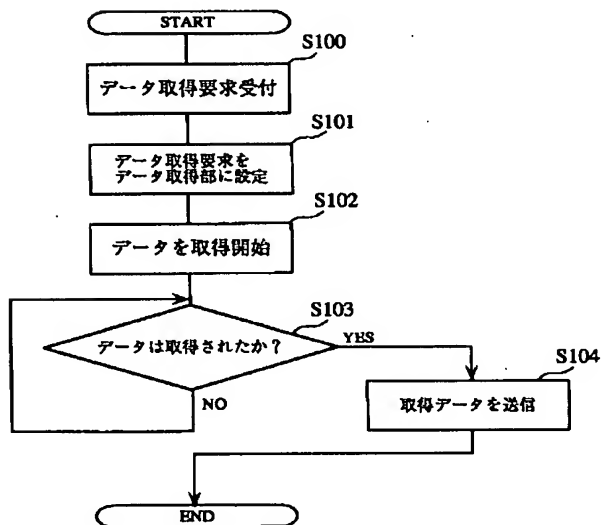 START
S100
データ取得要求受付
S101
データ取得要求を
データ取得部に設定
S102
データを取得開始
S103
データは取得されたか?
YES
NO
S104
取得データを送信
END